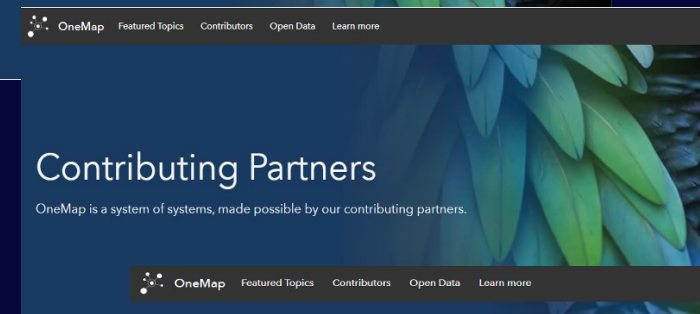 OneMap Featured Topics Contributors Open Data Learn more
Contributing Partners
OneMap is a system of systems, made possible by our contributing partners.
OneMap Featured Topics Contributors Open Data Learn more